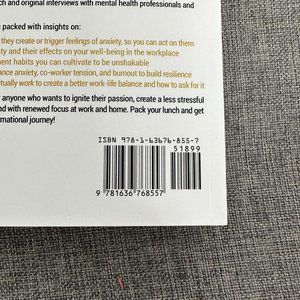 ch and original interviews with mental health professionals and
packed with insights on:
they create or trigger feelings of anxiety, so you can act on them
ty and their effects on your well-being in the workplace
ment habits you can cultivate to be unshakable
ance anxiety, co-worker tension, and burnout to build resilience
ctually work to create a better work-life balance and how to ask for it
anyone who wants to ignite their passion, create a less stressful
nd with renewed focus at work and home. Pack your lunch and get
rmational journey!
ISBN 978-1-63676-855-7
51899
9 781636 768557